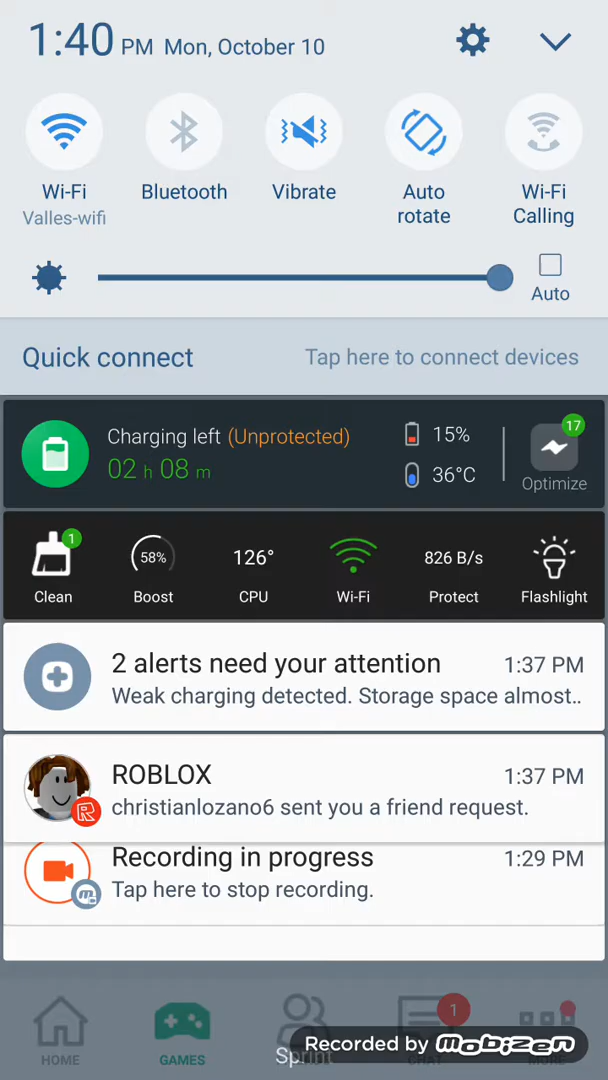 1:40 PM Mon, October 10
Wi-Fi
Valles-wifi
Bluetooth
Vibrate
Auto
rotate
Wi-Fi
Calling
Auto
Quick connect
Tap here to connect devices
Charging left (Unprotected)
02 h 08 m
15%
36°C
17
Optimize
1
Clean
58%
Boost
126°
CPU
Wi-Fi
826 B/s
Protect
Flashlight
2 alerts need your attention 1:37 PM
Weak charging detected. Storage space almost..
ROBLOX 1:37 PM
christianlozano6 sent you a friend request.
Recording in progress 1:29 PM
Tap here to stop recording.
HOME
GAMES
1
CHAT
MORE
Sprint
Recorded by mobizen